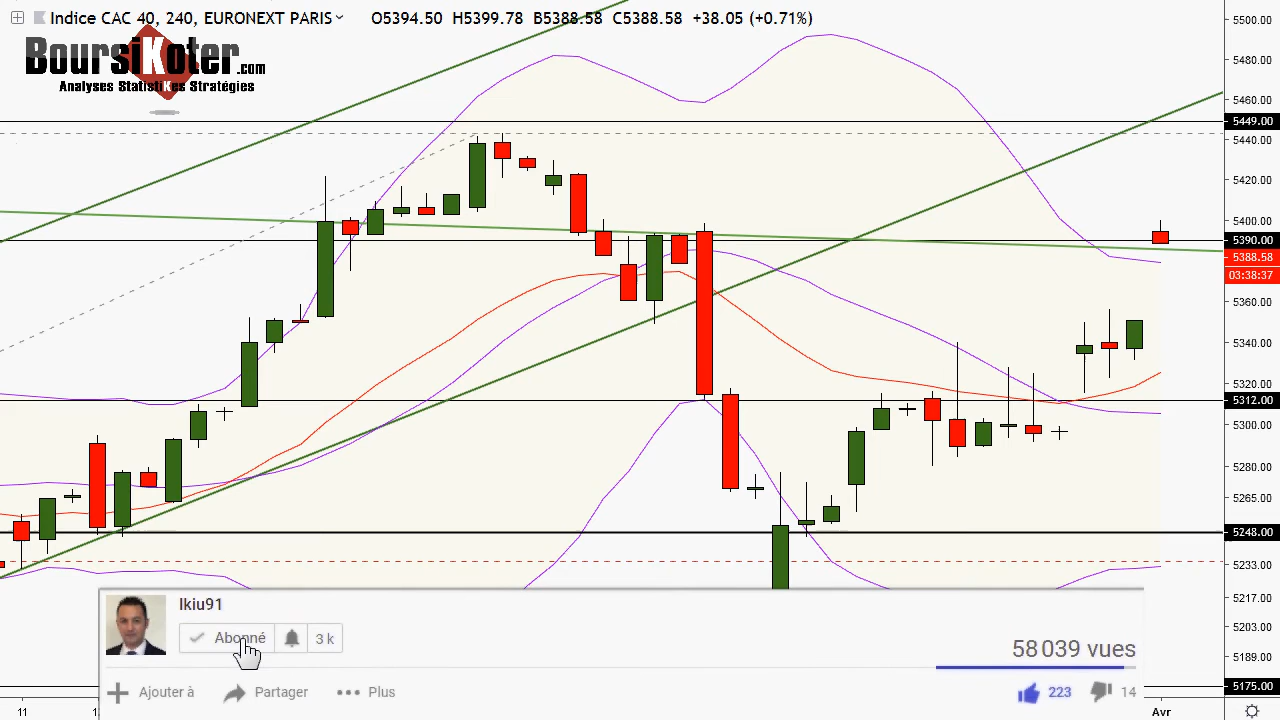 Indice CAC 40, 240, EURONEXT PARIS O5394.50 H5399.78 B5388.58 C5388.58 +38.05 (+0.71%)
BoursiKoter.com
Analyses StatistiKes Stratégies
5500.00
5480.00
5460.00
5449.00
5440.00
5420.00
5400.00
5390.00
5388.58
03:38:37
5360.00
5340.00
5320.00
5312.00
5300.00
5280.00
5265.00
5248.00
5233.00
5217.00
5203.00
5189.00
5175.00
Ikiu91
Abonné 3 k
58 039 vues
Ajouter à Partager Plus 223 14
11 Avr